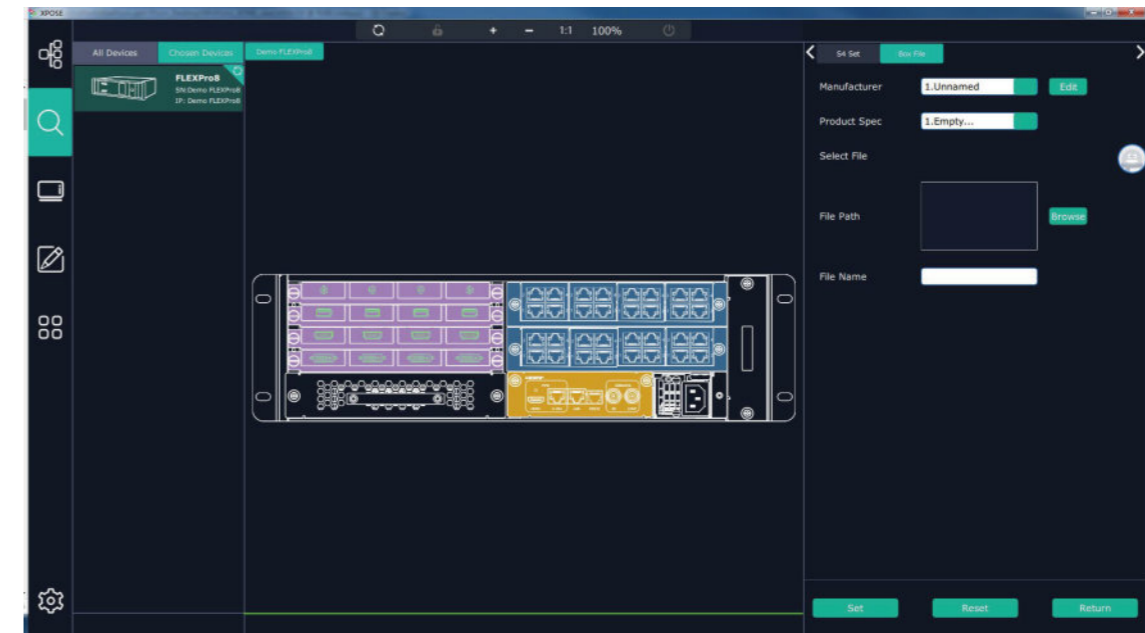 XPOSE
1:1 100%
All Devices Chosen Devices Demo FLEXPro8
FLEXPro8
SN:Demo FLEXPro8
IP: Demo FLEXPro8
S4 Set Box File
Manufacturer 1.Unnamed Edit
Product Spec 1.Empty...
Select File
File Path Browse
File Name
Set Reset Return